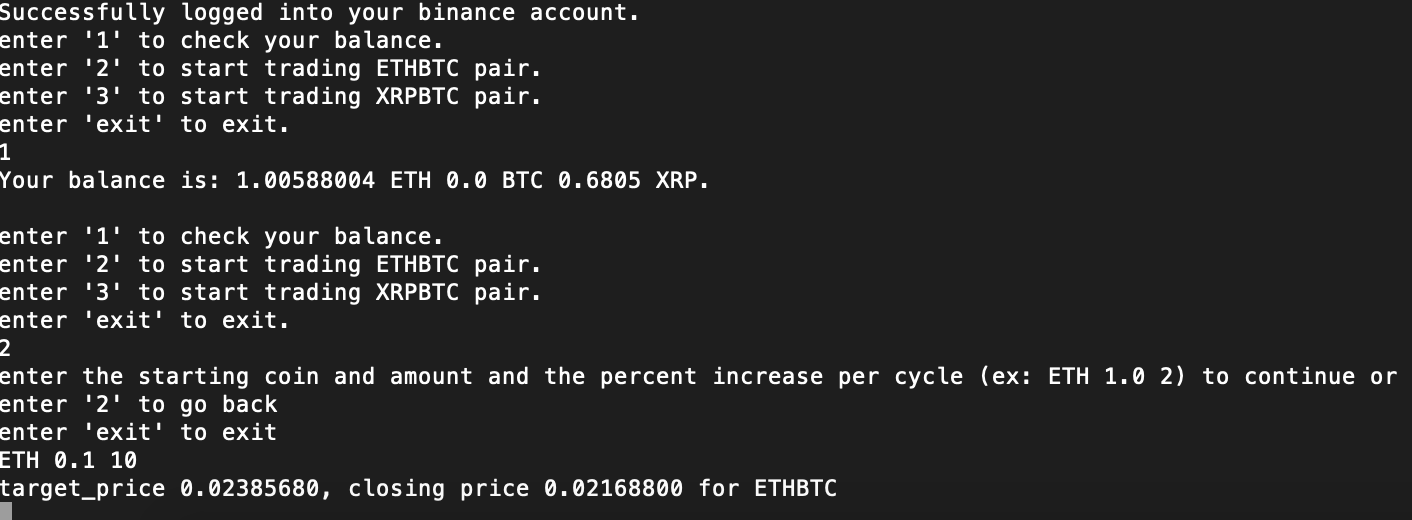 Successfully logged into your binance account.
enter '1' to check your balance.
enter '2' to start trading ETHBTC pair.
enter '3' to start trading XRPBTC pair.
enter 'exit' to exit.
1
Your balance is: 1.00588004 ETH 0.0 BTC 0.6805 XRP.
enter '1' to check your balance.
enter '2' to start trading ETHBTC pair.
enter '3' to start trading XRPBTC pair.
enter 'exit' to exit.
2
enter the starting coin and amount and the percent increase per cycle (ex: ETH 1.0 2) to continue or
enter '2' to go back
enter 'exit' to exit
ETH 0.1 10
target_price 0.02385680, closing price 0.02168800 for ETHBTC